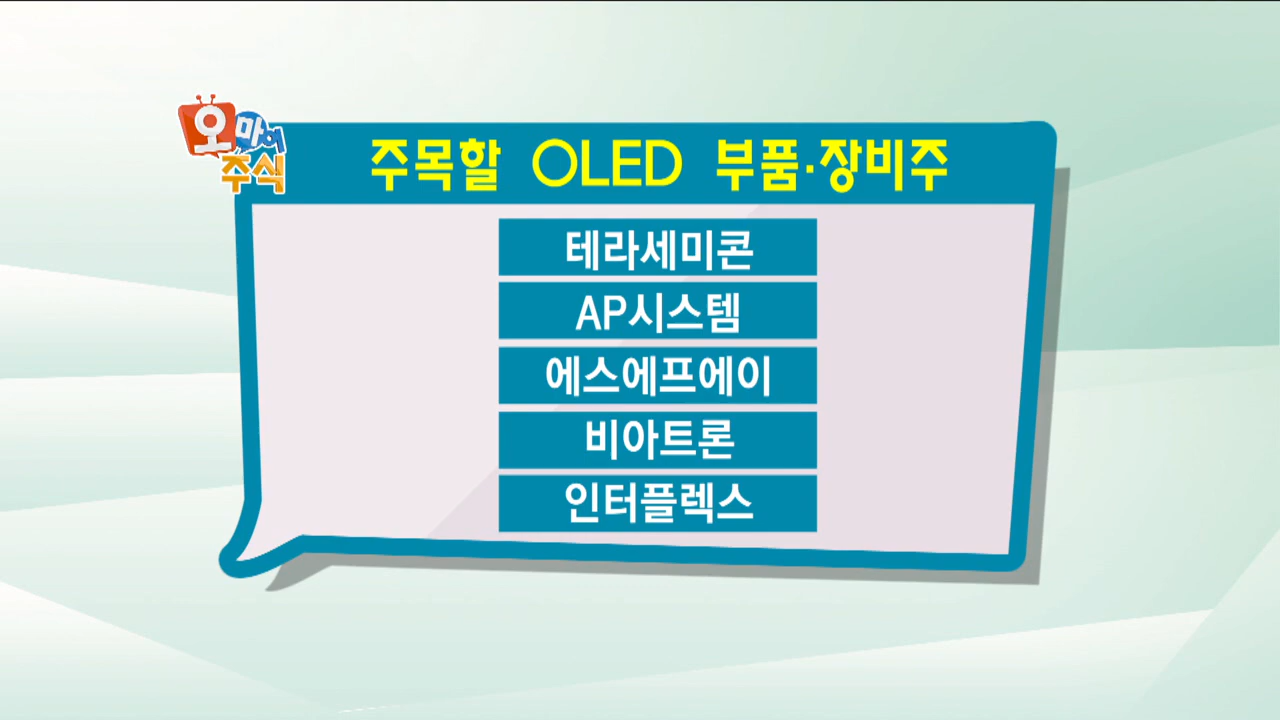 오 마이
주식
주목할 OLED 부품·장비주
테라세미콘
AP시스템
에스에프에이
비아트론
인터플렉스